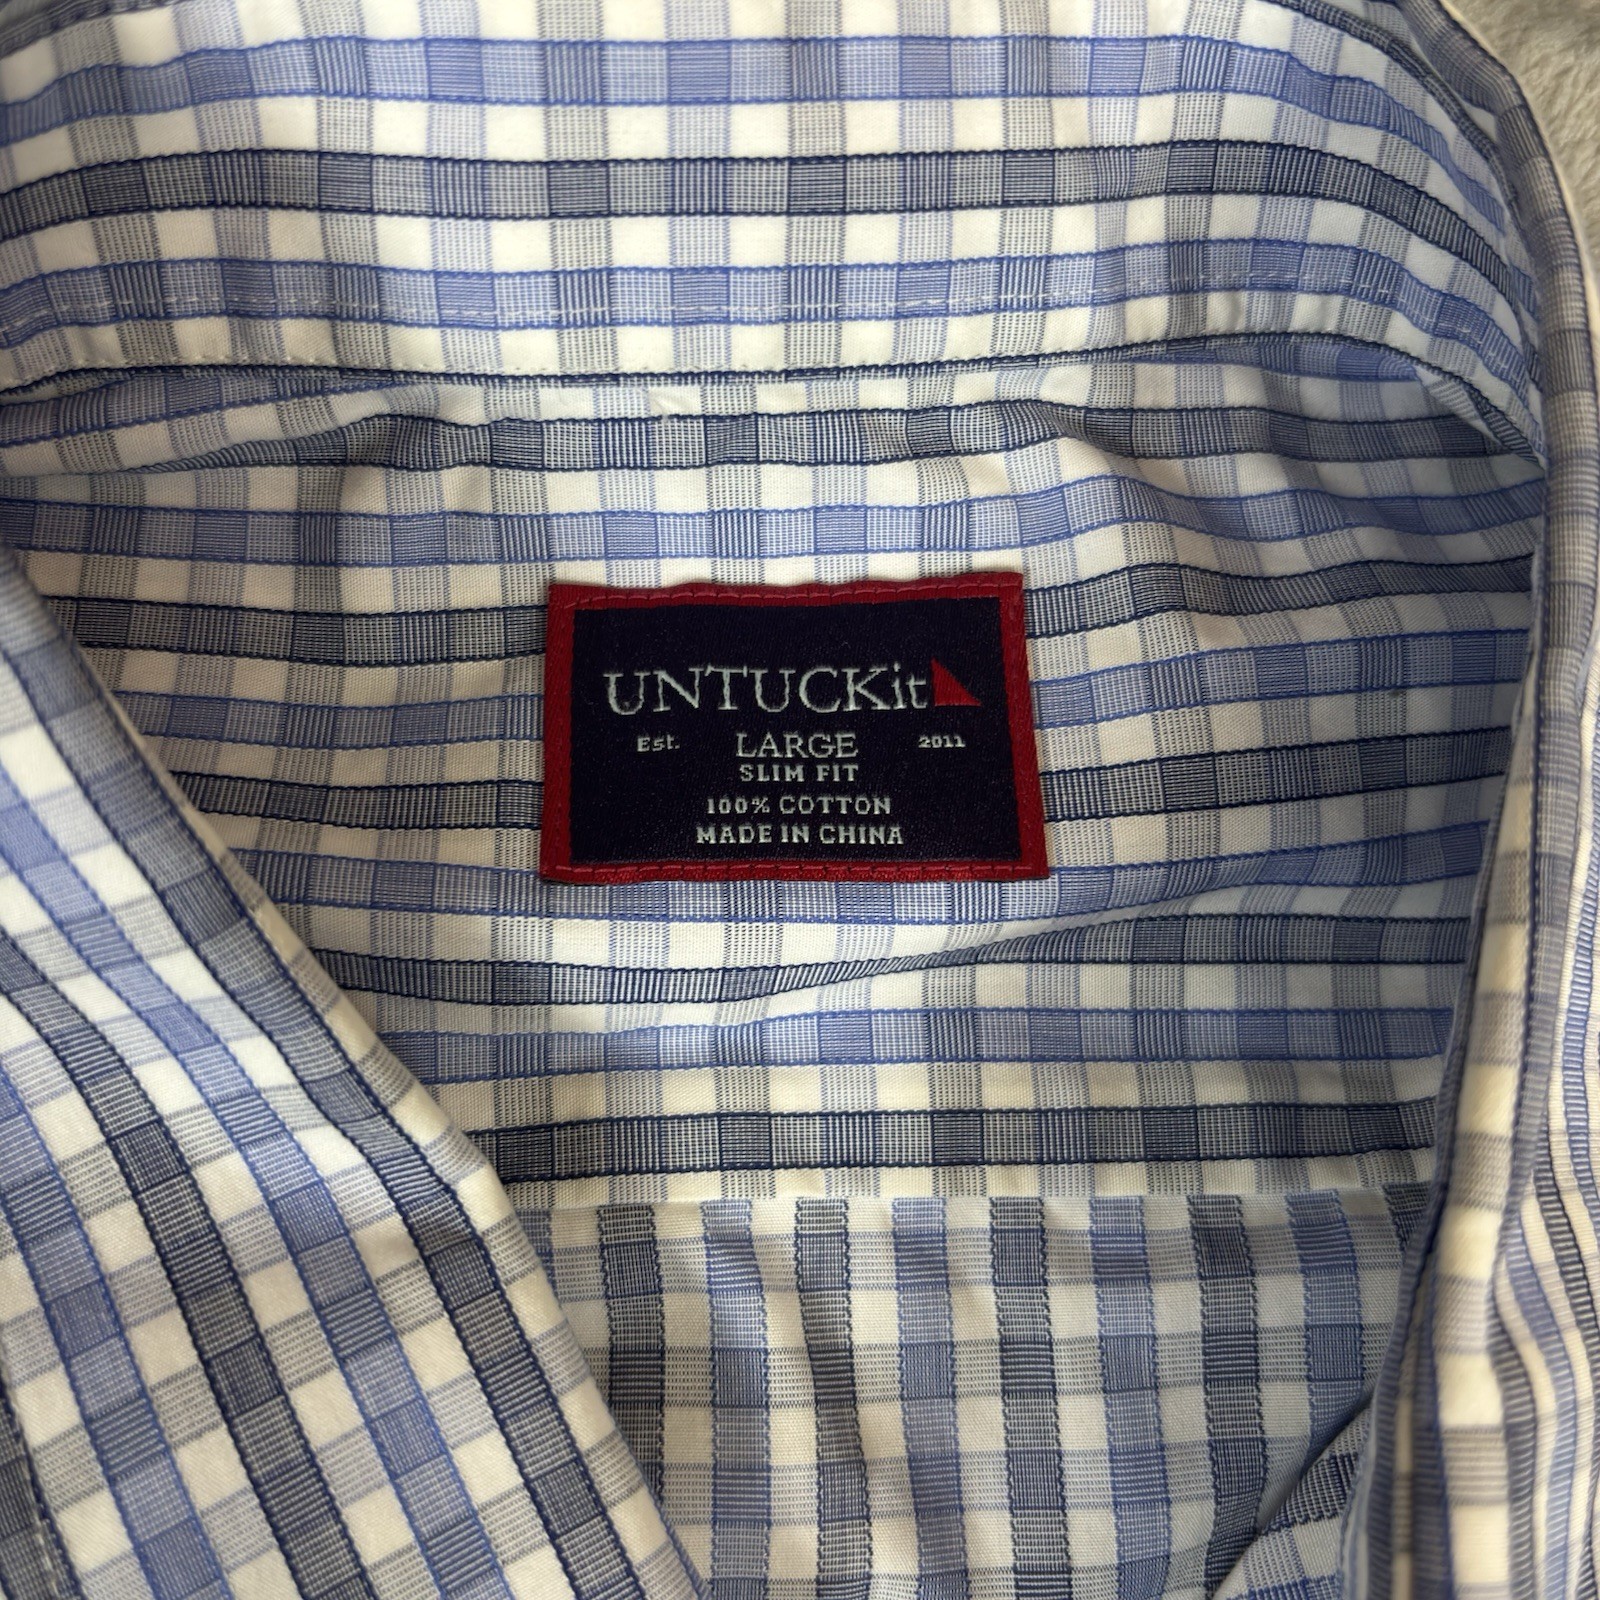 UNTUCKit
Est. LARGE 2011
SLIM FIT
100% COTTON
MADE IN CHINA